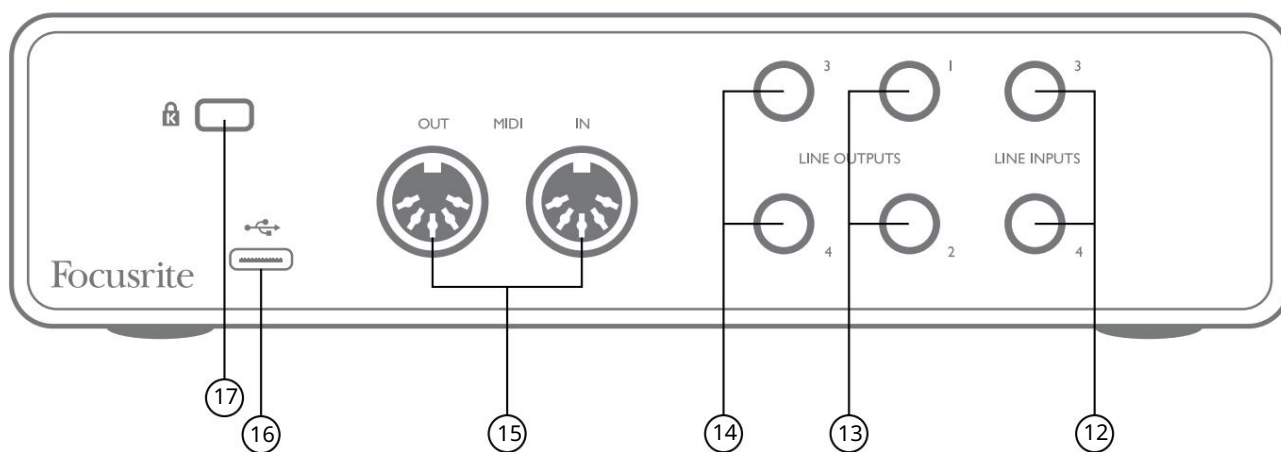 3 1 3
K
OUT MIDI IN
LINE OUTPUTS LINE INPUTS
4 2 4
Focusrite
17
16 15 14 13 12